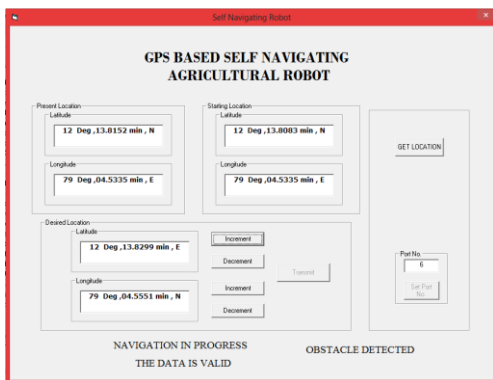 Self Navigating Robot
GPS BASED SELF NAVIGATING
AGRICULTURAL ROBOT
Present Location
Latitude
12 Deg ,13.8152 min , N
Longitude
79 Deg ,04.5335 min , E
Starting Location
Latitude
12 Deg ,13.8083 min , N
Longitude
79 Deg ,04.5335 min , E
GET LOCATION
Desired Location
Latitude
12 Deg ,13.8299 min , E
Longitude
79 Deg ,04.5551 min , N
Increment
Decrement
Increment
Decrement
Transmit
Port No.
6
Set Port
No.
NAVIGATION IN PROGRESS
THE DATA IS VALID
OBSTACLE DETECTED